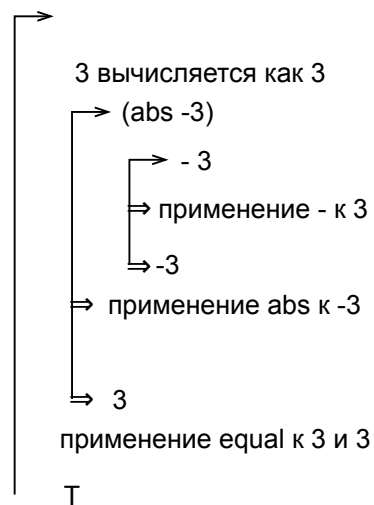 3 вычисляется как 3
(abs -3)
- 3
⇒ применение - к 3
⇒ -3
⇒ применение abs к -3
⇒ 3
применение equal к 3 и 3
T